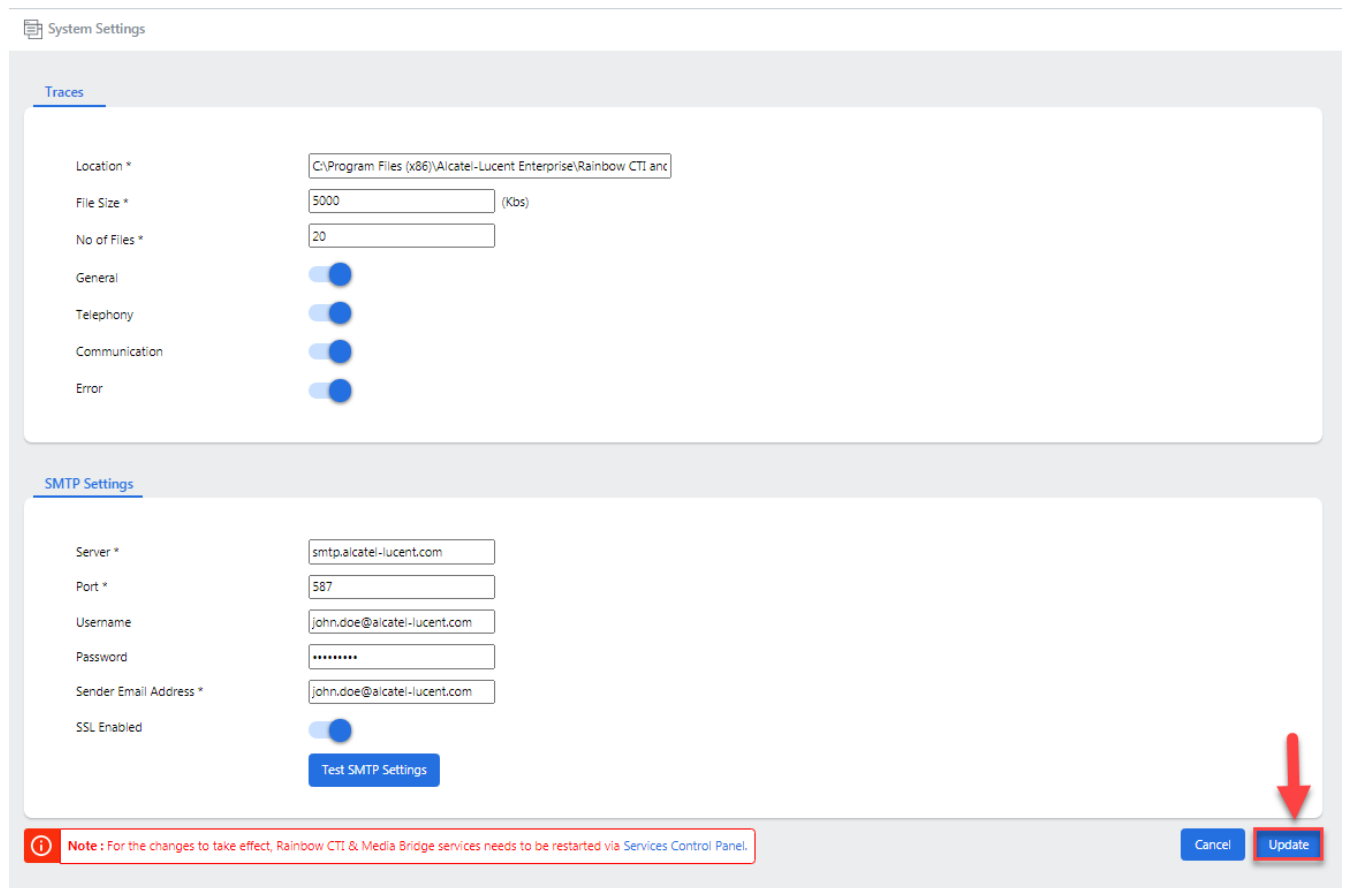 System Settings
Traces
Location *
C:\Program Files (x86)\Alcatel-Lucent Enterprise\Rainbow CTI and
File Size *
5000
(Kbs)
No of Files *
20
General
Telephony
Communication
Error
SMTP Settings
Server *
smtp.alcatel-lucent.com
Port *
587
Username
john.doe@alcatel-lucent.com
Password
•••••••••
Sender Email Address *
john.doe@alcatel-lucent.com
SSL Enabled
Test SMTP Settings
Note : For the changes to take effect, Rainbow CTI & Media Bridge services needs to be restarted via Services Control Panel.
Cancel
Update